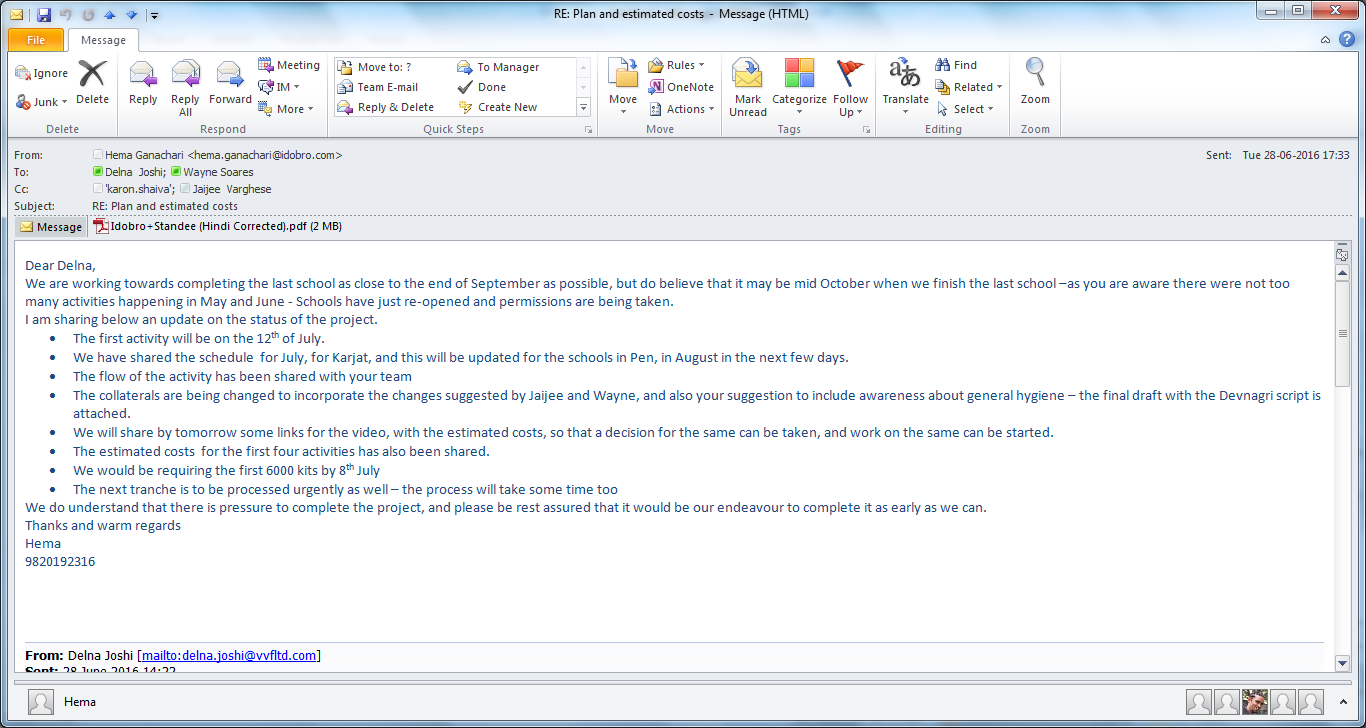 RE: Plan and estimated costs - Message (HTML)
File Message
Ignore Meeting Move to: ? To Manager Rules Find
Junk Delete Reply Reply All Forward IM Team E-mail Done Move OneNote Mark Unread Categorize Follow Up Translate Related Zoom
More Reply & Delete Create New Actions Select
Delete Respond Quick Steps Move Tags Editing Zoom
From: Hema Ganachari <hema.ganachari@idobro.com> Sent: Tue 28-06-2016 17:33
To: Delna Joshi; Wayne Soares
Cc: 'karon.shaiva'; Jaijee Varghese
Subject: RE: Plan and estimated costs
Message Idobro+Standee (Hindi Corrected).pdf (2 MB)
Dear Delna,
We are working towards completing the last school as close to the end of September as possible, but do believe that it may be mid October when we finish the last school –as you are aware there were not too
many activities happening in May and June - Schools have just re-opened and permissions are being taken.
I am sharing below an update on the status of the project.
• The first activity will be on the 12th of July.
• We have shared the schedule for July, for Karjat, and this will be updated for the schools in Pen, in August in the next few days.
• The flow of the activity has been shared with your team
• The collaterals are being changed to incorporate the changes suggested by Jaijee and Wayne, and also your suggestion to include awareness about general hygiene – the final draft with the Devnagri script is
attached.
• We will share by tomorrow some links for the video, with the estimated costs, so that a decision for the same can be taken, and work on the same can be started.
• The estimated costs for the first four activities has also been shared.
• We would be requiring the first 6000 kits by 8th July
• The next tranche is to be processed urgently as well – the process will take some time too
We do understand that there is pressure to complete the project, and please be rest assured that it would be our endeavour to complete it as early as we can.
Thanks and warm regards
Hema
9820192316
From: Delna Joshi [mailto:delna.joshi@vvfltd.com]
Sent: 28 June 2016 14:22
Hema